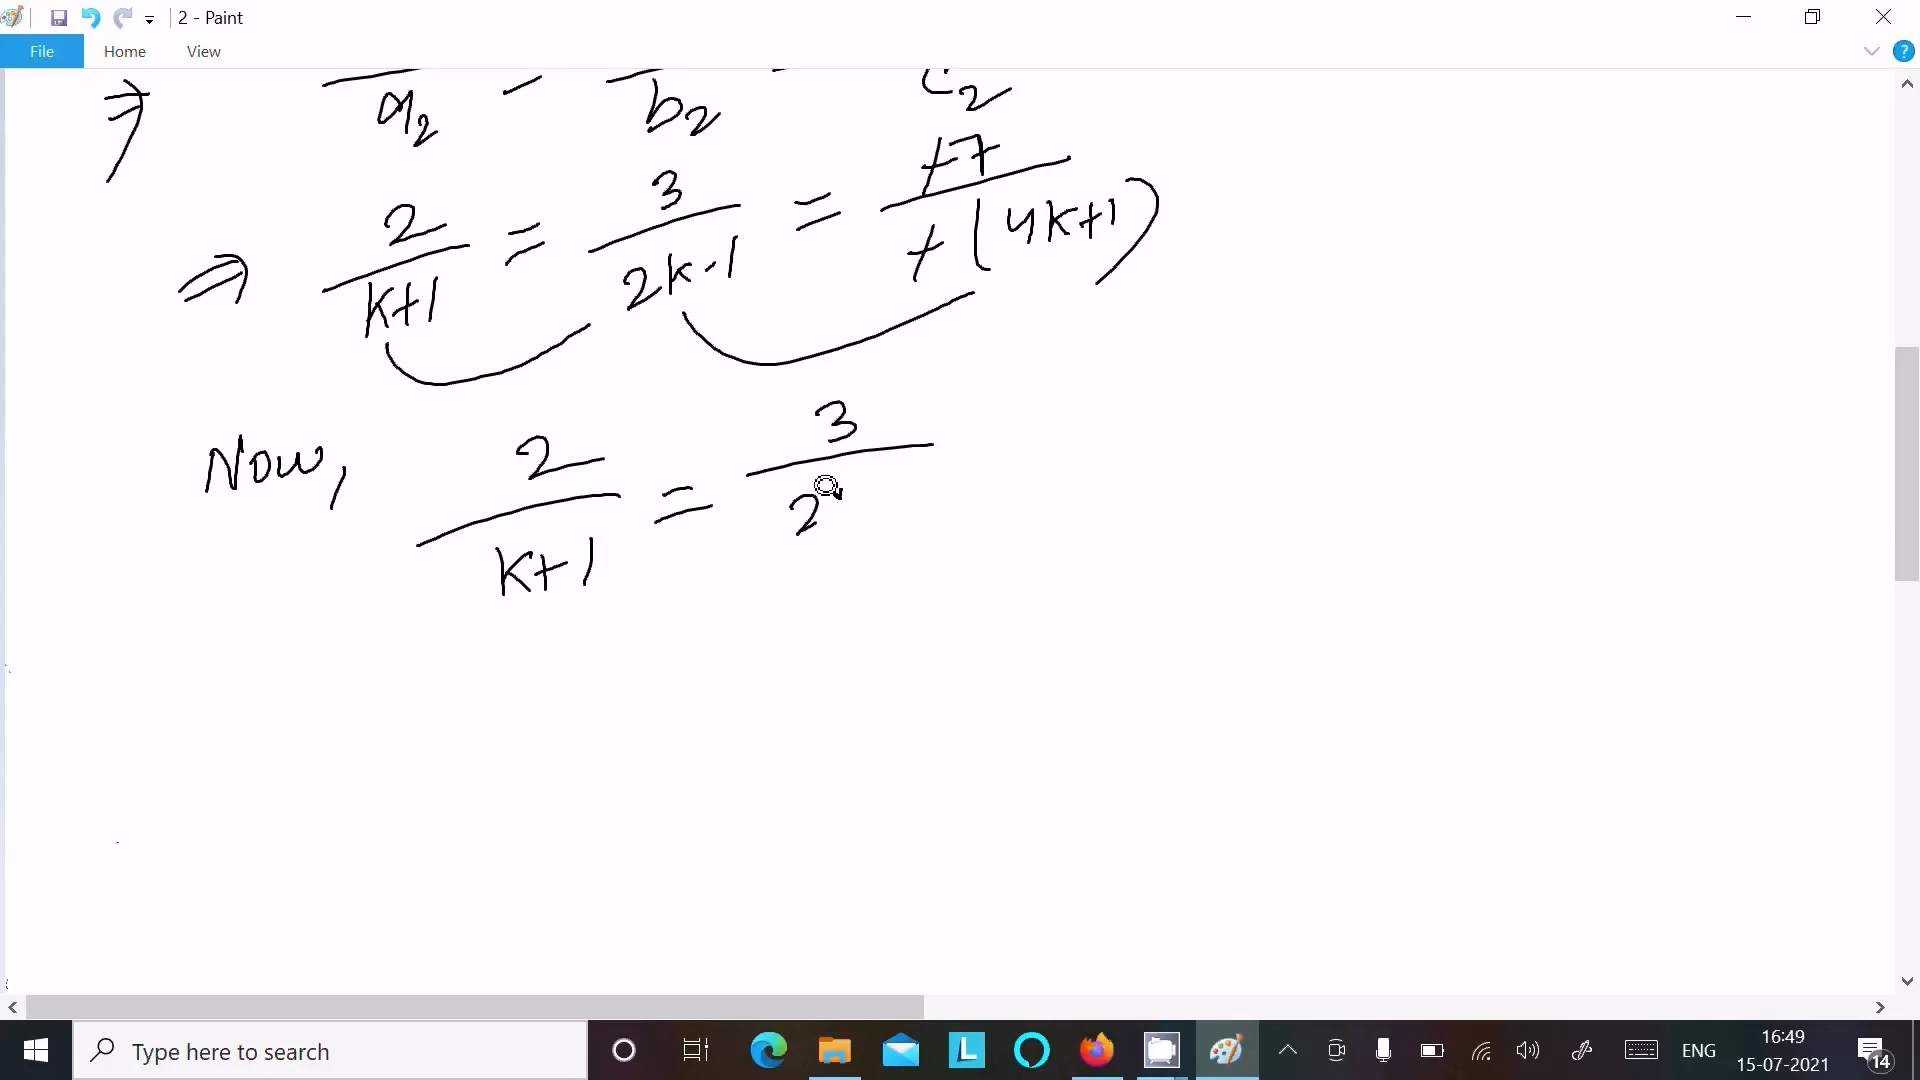 2 - Paint
File Home View
⇒ a2 = b2 = c2
⇒ 2/(k+1) = 3/(2k-1) = +7/+(4k+1)
Now, 2/(k+1) = 3/2
Type here to search
ENG
16:49
15-07-2021
14